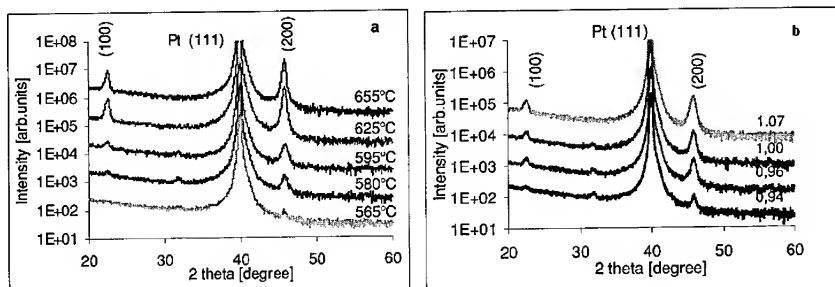 a
(100)
Pt (111)
(200)
1E+08
1E+07
1E+06
1E+05
1E+04
1E+03
1E+02
1E+01
Intensity [arb.units]
655°C
625°C
595°C
580°C
565°C
20 30 40 50 60
2 theta [degree]
b
(100)
Pt (111)
(200)
1E+07
1E+06
1E+05
1E+04
1E+03
1E+02
1E+01
Intensity [arb.units]
1.07
1,00
0,96
0,94
20 30 40 50 60
2 theta [degree]